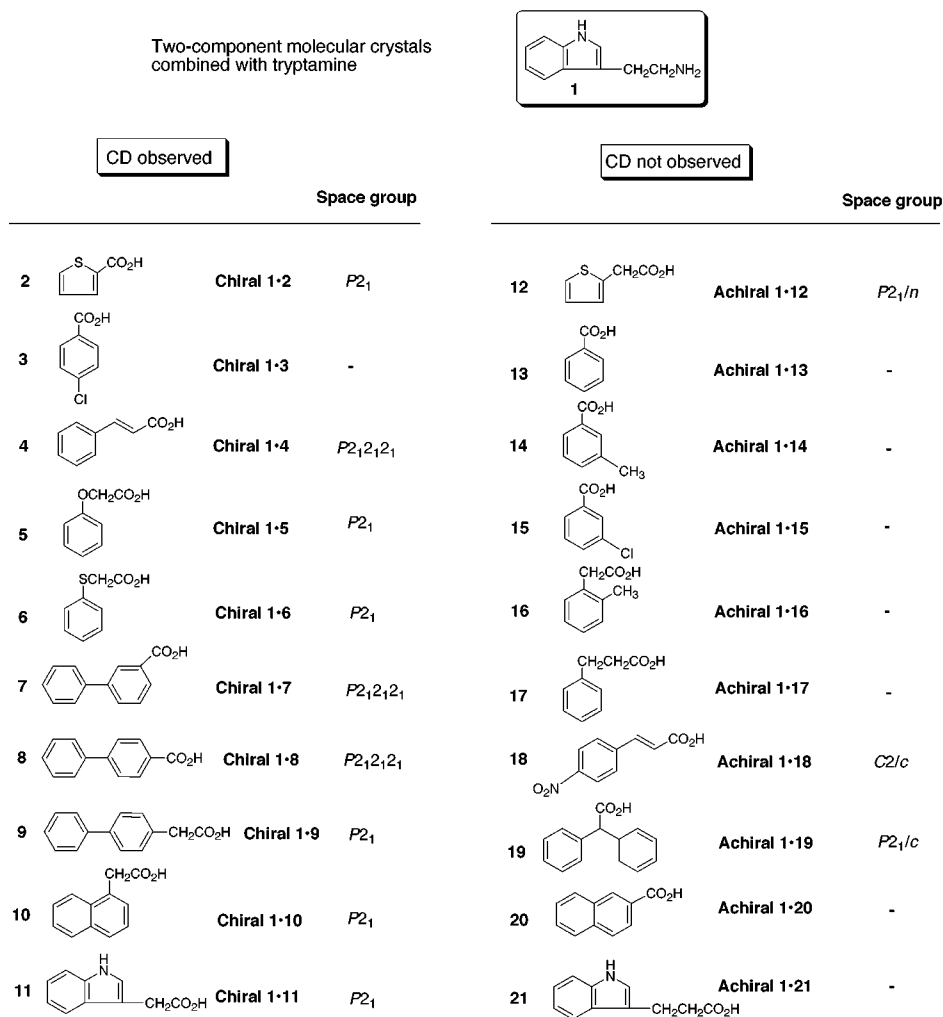 Two-component molecular crystals
combined with tryptamine
H
N
CH₂CH₂NH₂
1
CD observed
CD not observed
Space group
Space group
2
S
CO₂H
Chiral 1•2
P2₁
CO₂H
3
Chiral 1•3
-
Cl
4
CO₂H
Chiral 1•4
P2₁2₁2₁
OCH₂CO₂H
5
Chiral 1•5
P2₁
SCH₂CO₂H
6
Chiral 1•6
P2₁
CO₂H
7
Chiral 1•7
P2₁2₁2₁
8
CO₂H
Chiral 1•8
P2₁2₁2₁
9
CH₂CO₂H
Chiral 1•9
P2₁
CH₂CO₂H
10
Chiral 1•10
P2₁
H
N
11
CH₂CO₂H
Chiral 1•11
P2₁
12
S
CH₂CO₂H
Achiral 1•12
P2₁/n
CO₂H
13
Achiral 1•13
-
CO₂H
14
Achiral 1•14
-
CH₃
CO₂H
15
Achiral 1•15
-
Cl
CH₂CO₂H
CH₃
16
Achiral 1•16
-
CH₂CH₂CO₂H
17
Achiral 1•17
-
18
CO₂H
Achiral 1•18
C2/c
O₂N
CO₂H
19
Achiral 1•19
P2₁/c
CO₂H
20
Achiral 1•20
-
H
N
21
CH₂CH₂CO₂H
Achiral 1•21
-